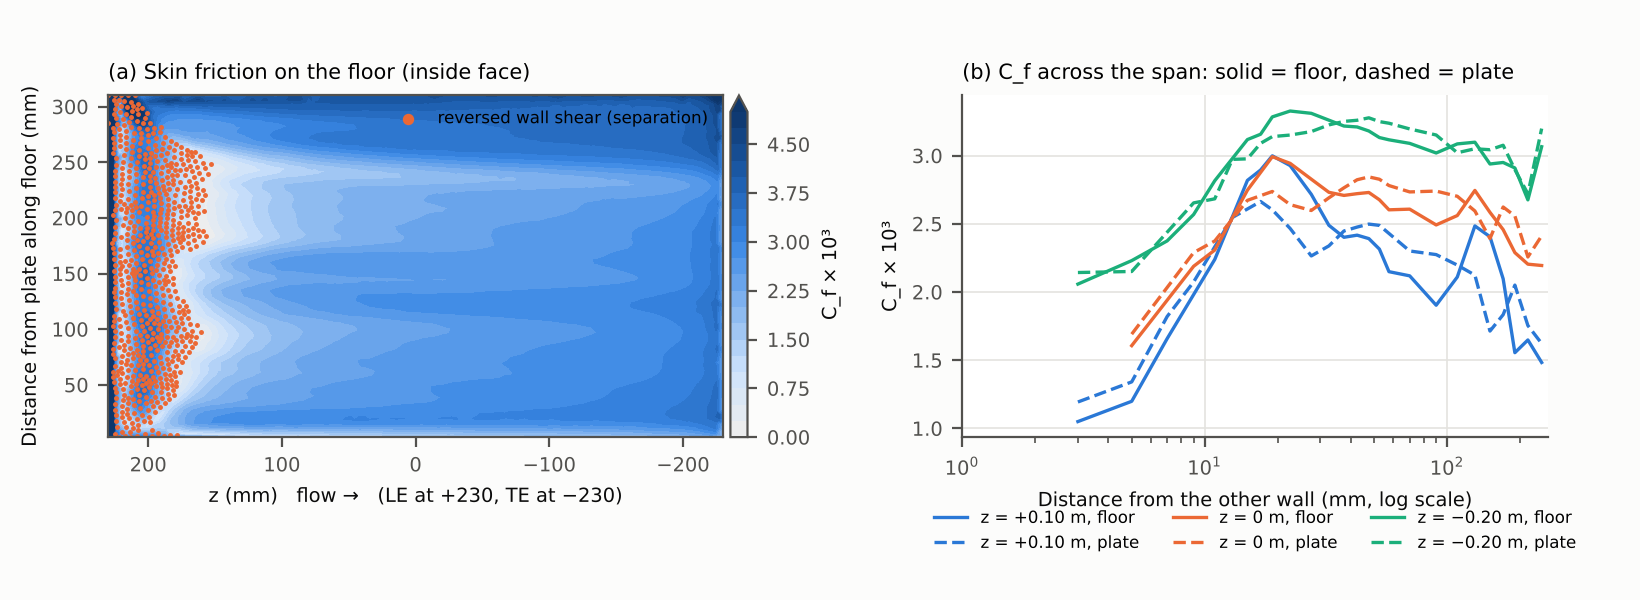 (a) Skin friction on the floor (inside face)
Distance from plate along floor (mm)
300
250
200
150
100
50
reversed wall shear (separation)
200
100
0
−100
−200
z (mm)   flow →   (LE at +230, TE at −230)
4.50
3.75
3.00
2.25
1.50
0.75
0.00
C_f × 10³
(b) C_f across the span: solid = floor, dashed = plate
C_f × 10³
3.0
2.5
2.0
1.5
1.0
10⁰
10¹
10²
Distance from the other wall (mm, log scale)
z = +0.10 m, floor
z = 0 m, floor
z = −0.20 m, floor
z = +0.10 m, plate
z = 0 m, plate
z = −0.20 m, plate